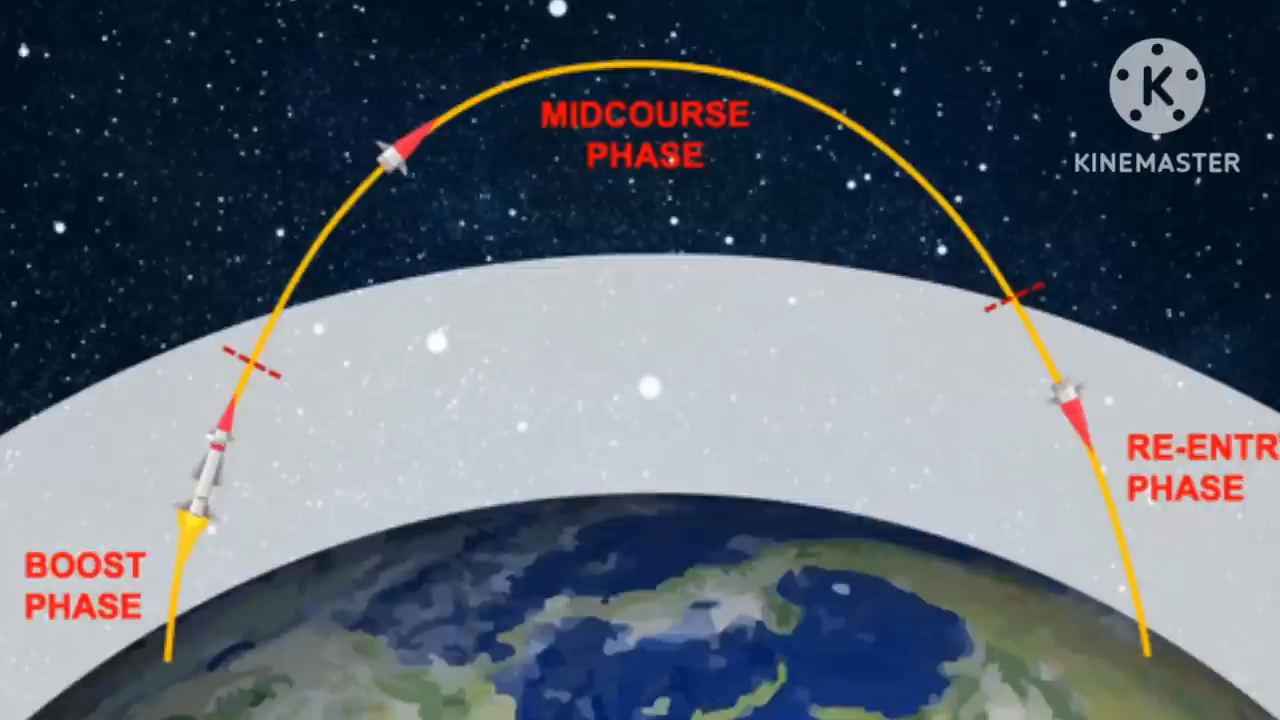 MIDCOURSE
PHASE
K
KINEMASTER
RE-ENTR
PHASE
BOOST
PHASE